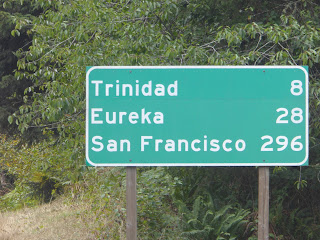 Trinidad 8
Eureka 28
San Francisco 296